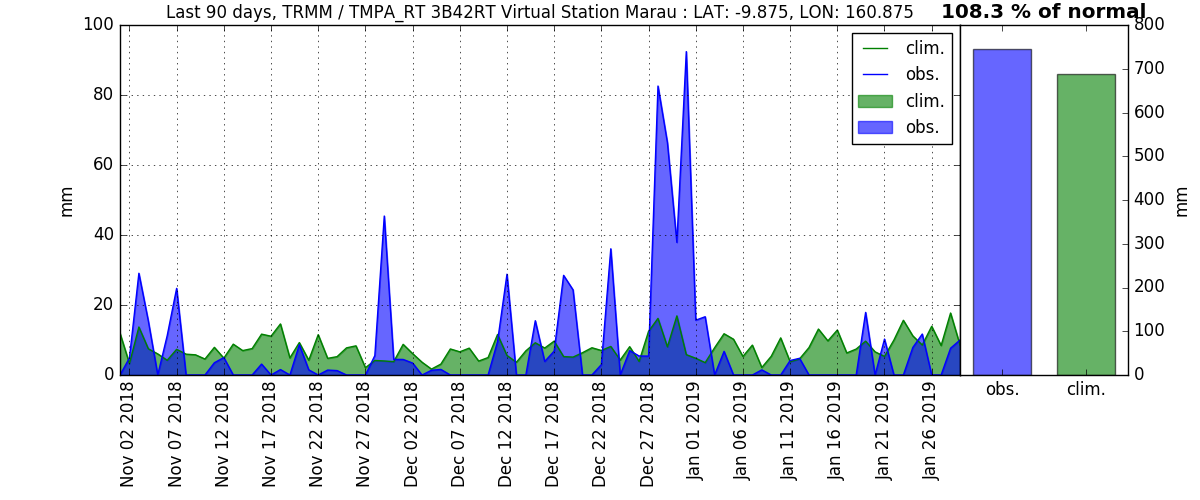 Last 90 days, TRMM / TMPA_RT 3B42RT Virtual Station Marau : LAT: -9.875, LON: 160.875
108.3 % of normal
100
80
60
40
20
0
mm
clim.
obs.
clim.
obs.
800
700
600
500
400
300
200
100
0
mm
obs.
clim.
Nov 02 2018
Nov 07 2018
Nov 12 2018
Nov 17 2018
Nov 22 2018
Nov 27 2018
Dec 02 2018
Dec 07 2018
Dec 12 2018
Dec 17 2018
Dec 22 2018
Dec 27 2018
Jan 01 2019
Jan 06 2019
Jan 11 2019
Jan 16 2019
Jan 21 2019
Jan 26 2019